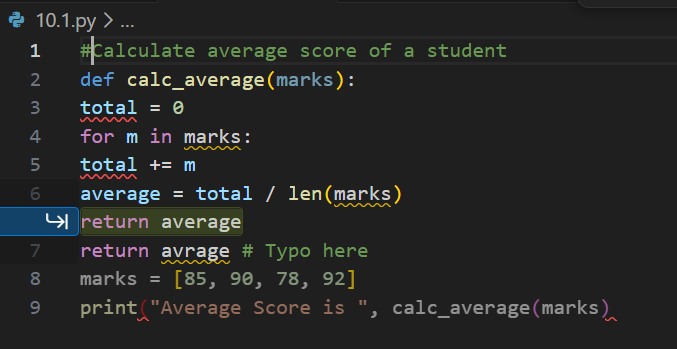 10.1.py > ...
1 #Calculate average score of a student
2 def calc_average(marks):
3 total = 0
4 for m in marks:
5 total += m
6 average = total / len(marks)
return average
7 return avrage # Typo here
8 marks = [85, 90, 78, 92]
9 print("Average Score is ", calc_average(marks)